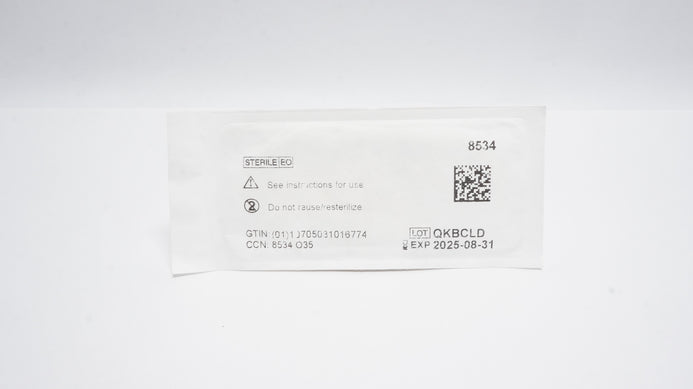 8534
STERILE EO
See instructions for use
Do not reuse/resterilize
GTIN: (01)10705031016774
CCN: 8534 O35
LOT QKBCLD
EXP 2025-08-31